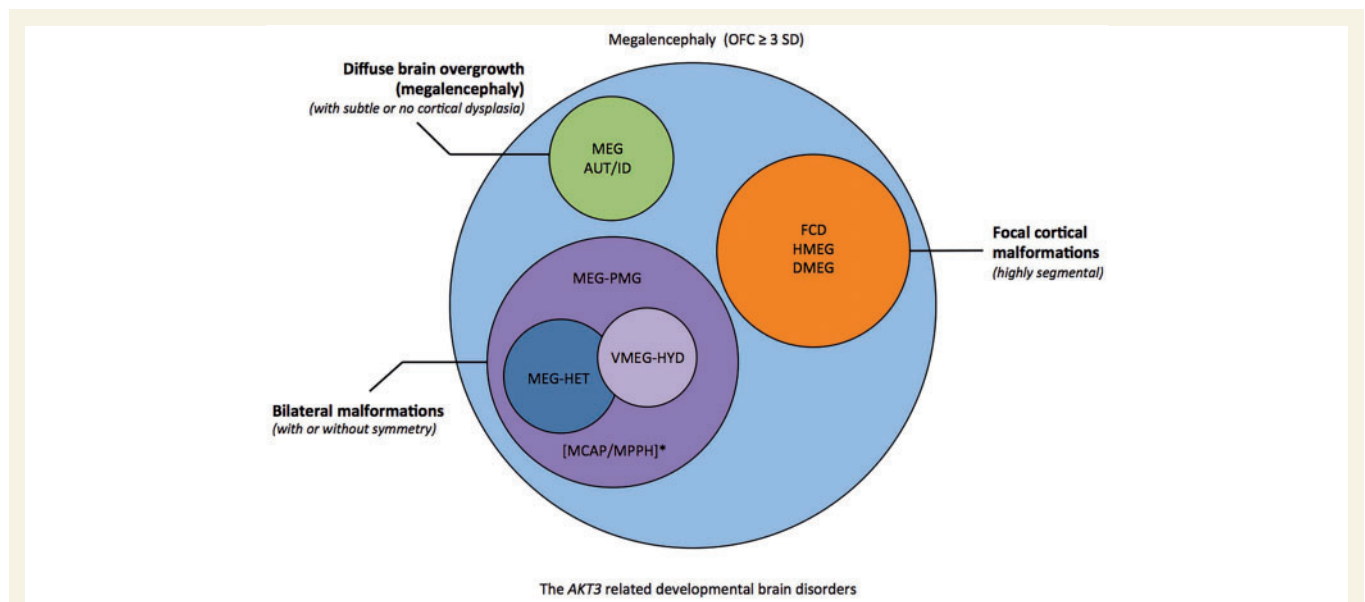 Megalencephaly (OFC ≥ 3 SD)
Diffuse brain overgrowth
(megalencephaly)
(with subtle or no cortical dysplasia)
MEG
AUT/ID
FCD
HMEG
DMEG
Focal cortical
malformations
(highly segmental)
MEG-PMG
VMEG-HYD
MEG-HET
Bilateral malformations
(with or without symmetry)
[MCAP/MPPH]*
The AKT3 related developmental brain disorders